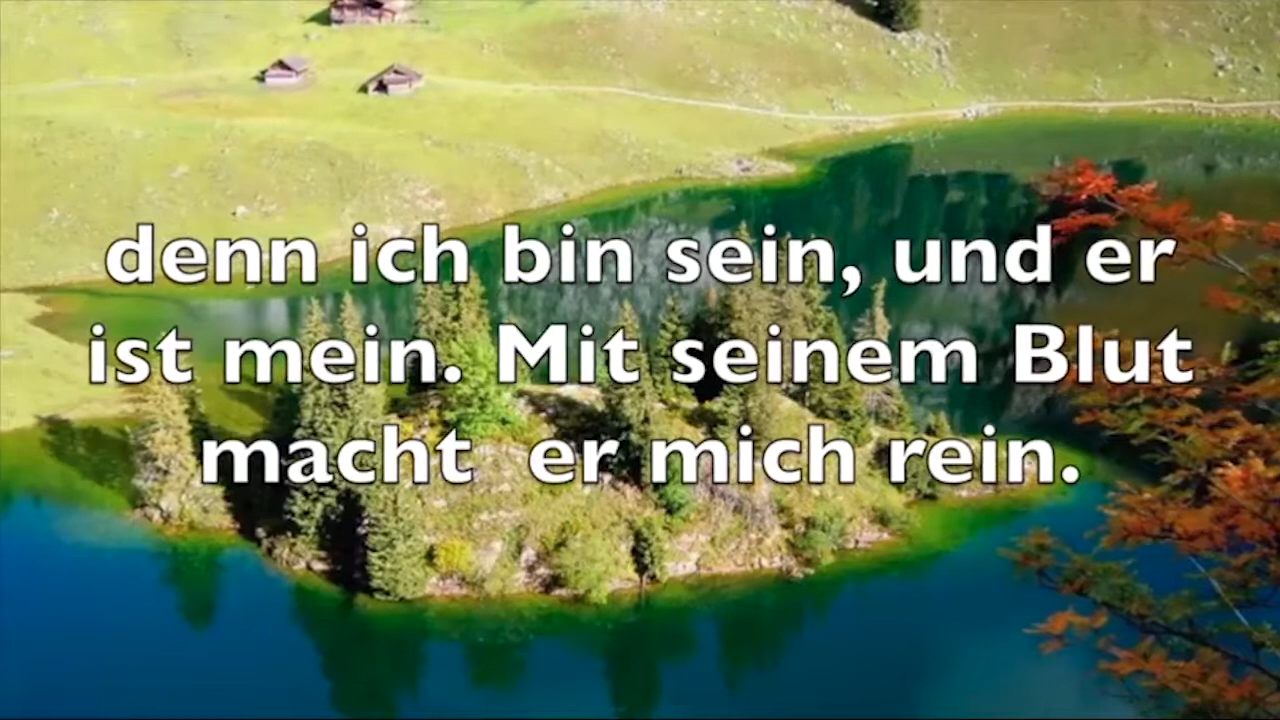 denn ich bin sein, und er
ist mein. Mit seinem Blut
macht  er mich rein.